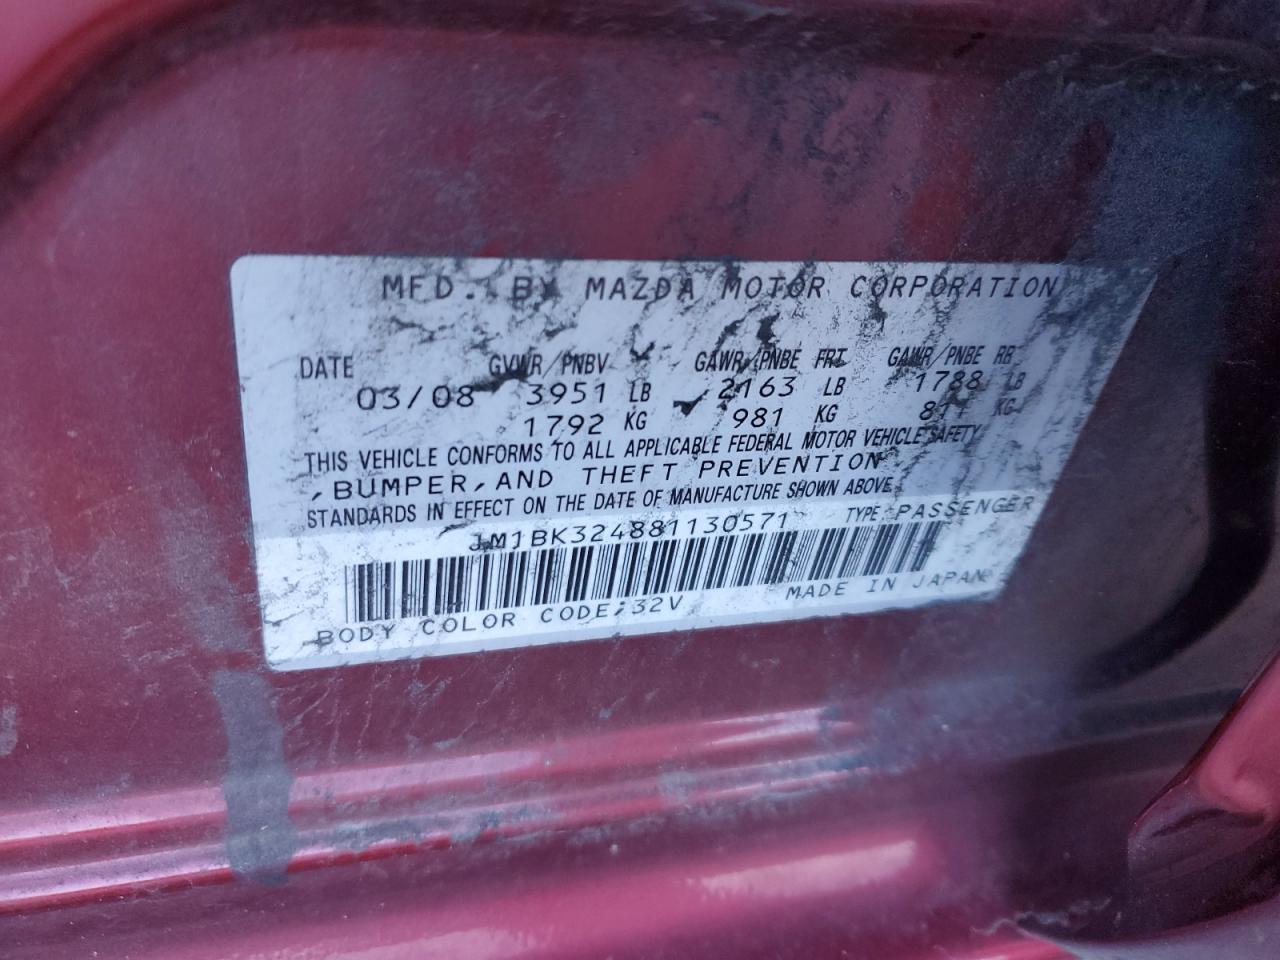 MFD. BY MAZDA MOTOR CORPORATION
DATE GVWR/PNBV GAWR/PNBE FRT GAWR/PNBE RR
03/08 3951 LB 2163 LB 1788 LB
1792 KG 981 KG 811 KG
THIS VEHICLE CONFORMS TO ALL APPLICABLE FEDERAL MOTOR VEHICLE SAFETY
,BUMPER,AND THEFT PREVENTION
STANDARDS IN EFFECT ON THE DATE OF MANUFACTURE SHOWN ABOVE
JM1BK324881130571 TYPE:PASSENGER
BODY COLOR CODE;32V MADE IN JAPAN